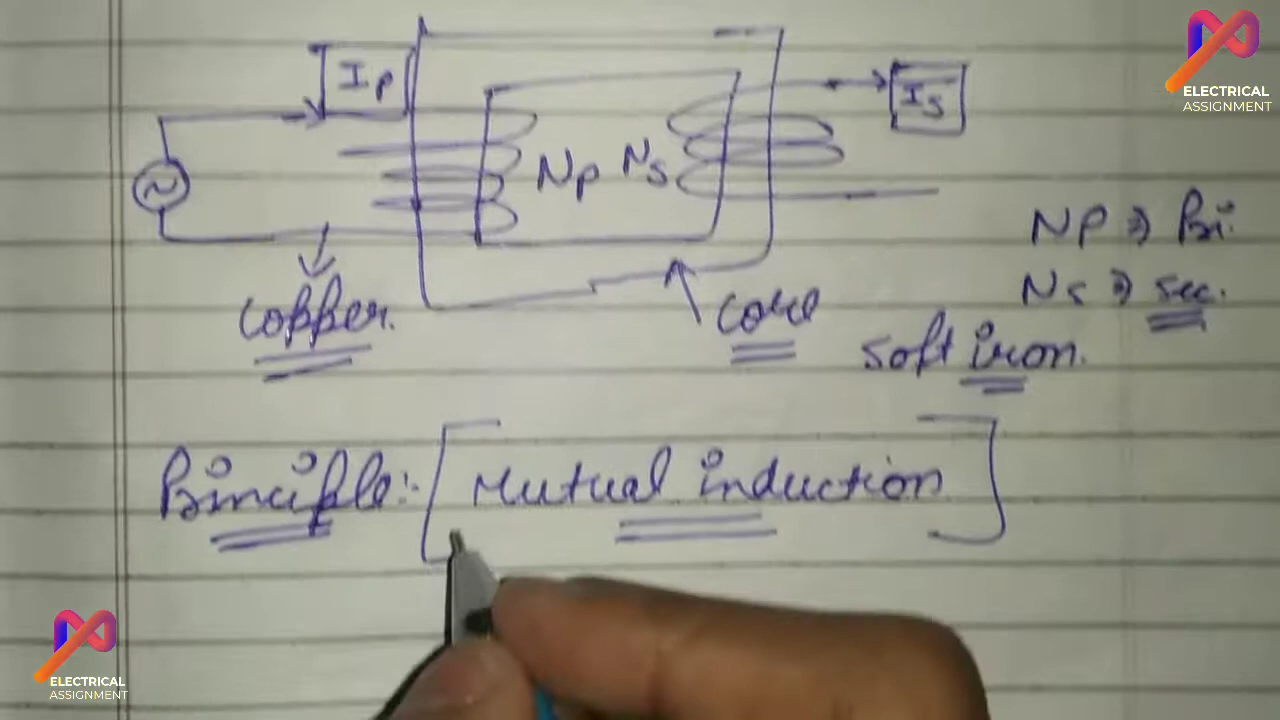 ELECTRICAL
ASSIGNMENT
IP
IS
NP NS
NP ⇒ Pri.
NS ⇒ sec.
copper.
core
soft iron.
Principle:- [Mutual induction]
ELECTRICAL
ASSIGNMENT